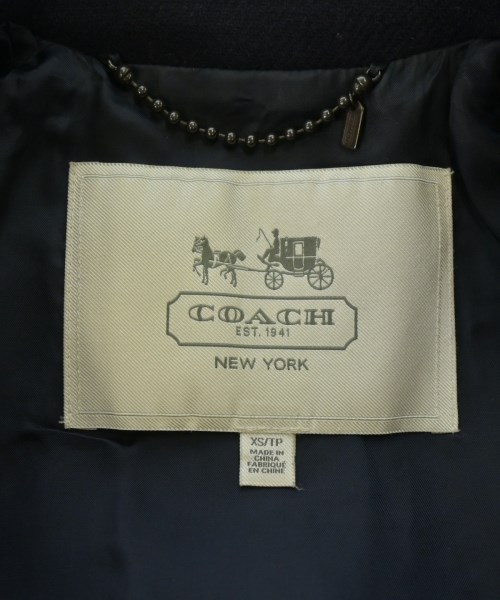 COACH
EST. 1941
NEW YORK
XS/TP
MADE IN
CHINA
FABRIQUÉ
EN CHINE